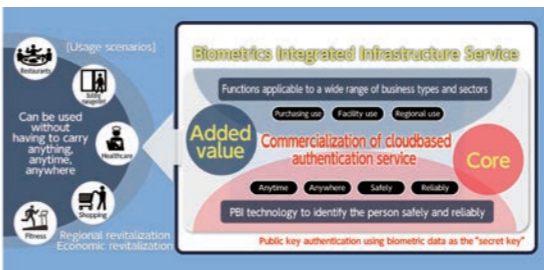 [Usage scenarios]
Restaurants
Building
management
Can be used
without
having to carry
anything,
anytime,
anywhere
Healthcare
Shopping
Fitness
Regional revitalization
Economic revitalization
Biometrics Integrated Infrastructure Service
Functions applicable to a wide range of business types and sectors
Purchasing use
Facility use
Regional use
Added
value
Commercialization of cloudbased
authentication service
Core
Anytime
Anywhere
Safely
Reliably
PBI technology to identify the person safely and reliably
Public key authentication using biometric data as the "secret key"